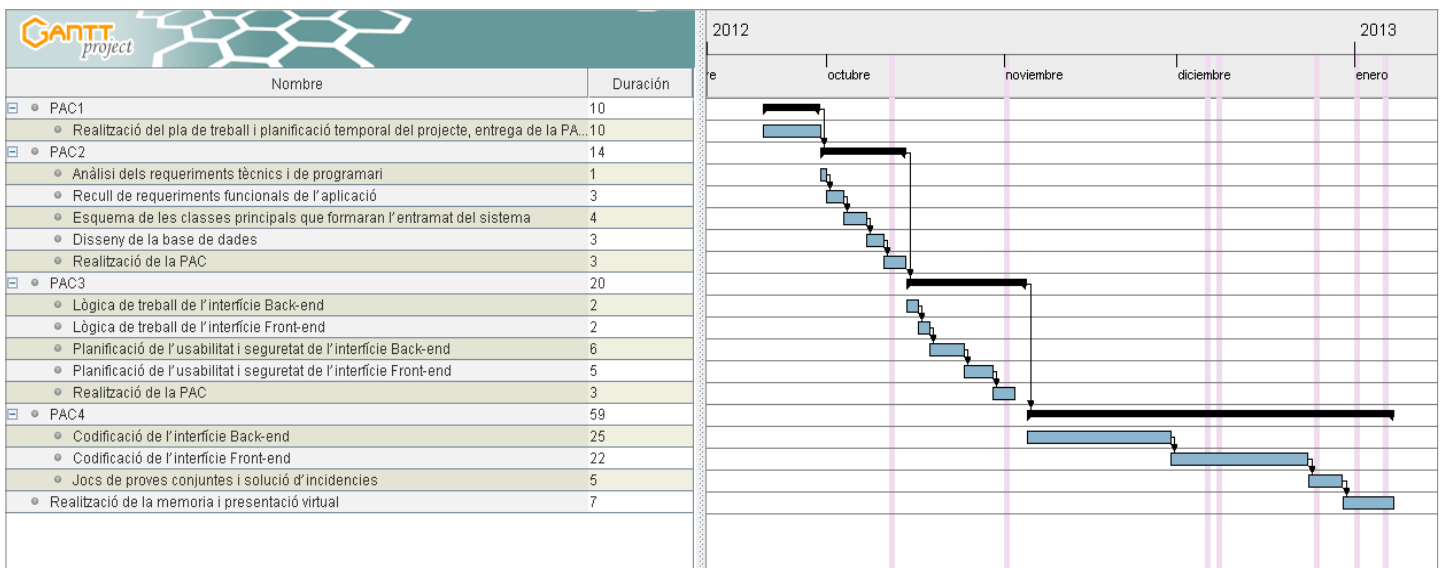 GANTT
project
2012
2013
re
octubre
noviembre
diciembre
enero
Nombre
Duración
PAC1 10
Realització del pla de treball i planificació temporal del projecte, entrega de la PA... 10
PAC2 14
Anàlisi dels requeriments tècnics i de programari 1
Recull de requeriments funcionals de l'aplicació 3
Esquema de les classes principals que formaran l'entramat del sistema 4
Disseny de la base de dades 3
Realització de la PAC 3
PAC3 20
Lògica de treball de l'interfície Back-end 2
Lògica de treball de l'interfície Front-end 2
Planificació de l'usabilitat i seguretat de l'interfície Back-end 6
Planificació de l'usabilitat i seguretat de l'interfície Front-end 5
Realització de la PAC 3
PAC4 59
Codificació de l'interfície Back-end 25
Codificació de l'interfície Front-end 22
Jocs de proves conjuntes i solució d'incidencies 5
Realització de la memoria i presentació virtual 7